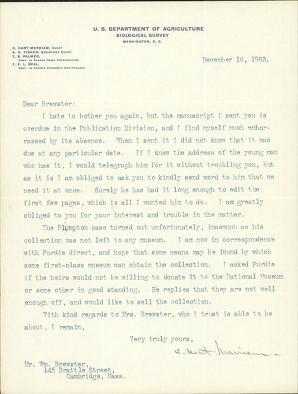 U. S. DEPARTMENT OF AGRICULTURE
BIOLOGICAL SURVEY
WASHINGTON, D. C.
C. HART MERRIAM, CHIEF
A. K. FISHER, ASSISTANT CHIEF
T. S. PALMER,
ASST. IN CHARGE GAME PRESERVATION
F. E. L. BEAL,
ASST. IN CHARGE ECONOMIC ORNITHOLOGY
December 16, 1903.
Dear Brewster:
I hate to bother you again, but the manuscript I sent you is
overdue in the Publication Division, and I find myself much embar-
rassed by its absence. When I sent it I did not know that it was
due at any particular date. If I knew the address of the young man
who has it, I would telegraph him for it without troubling you, but
as it is I am obliged to ask you to kindly send word to him that we
need it at once. Surely he has had it long enough to edit the
first few pages, which is all I wanted him to do. I am greatly
obliged to you for your interest and trouble in the matter.
The Plympton case turned out unfortunately, inasmuch as his
collection was not left to any museum. I am now in correspondence
with Purdie direct, and hope that some means may be found by which
some first-class museum can obtain the collection. I asked Purdie
if the heirs would not be willing to donate it to the National Museum
or some other in good standing. He replies that they are not well
enough off, and would like to sell the collection.
With kind regards to Mrs. Brewster, who I trust is able to be
about, I remain,
Very truly yours,
C. Hart Merriam
Mr. Wm. Brewster,
145 Brattle Street,
Cambridge, Mass.